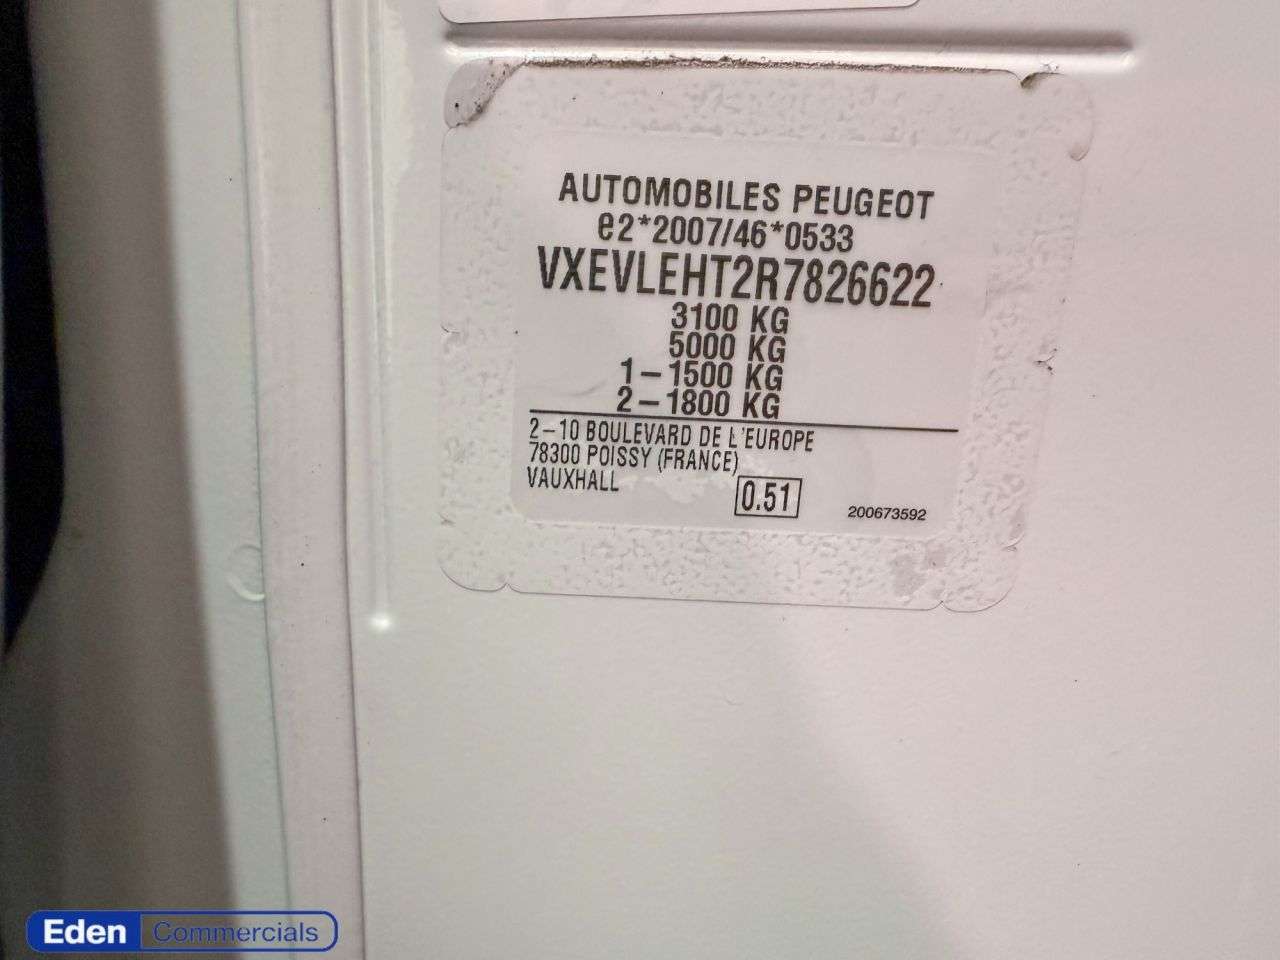 AUTOMOBILES PEUGEOT
e2*2007/46*0533
VXEVLEHT2R7826622
3100 KG
5000 KG
1-1500 KG
2-1800 KG
2-10 BOULEVARD DE L'EUROPE
78300 POISSY (FRANCE)
VAUXHALL
0.51
200673592
Eden Commercials